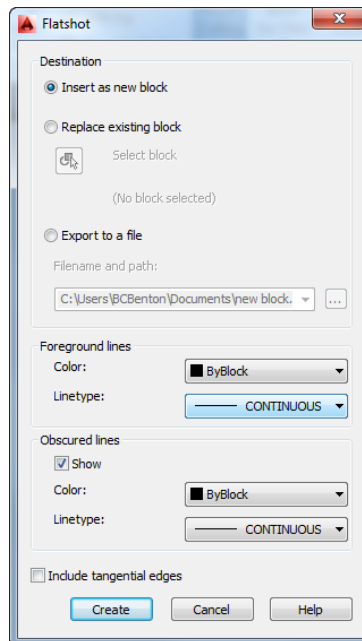 Flatshot
Destination
Insert as new block
Replace existing block
Select block
(No block selected)
Export to a file
Filename and path:
C:\Users\BCBenton\Documents\new block.
...
Foreground lines
Color:
ByBlock
Linetype:
CONTINUOUS
Obscured lines
Show
Color:
ByBlock
Linetype:
CONTINUOUS
Include tangential edges
Create Cancel Help